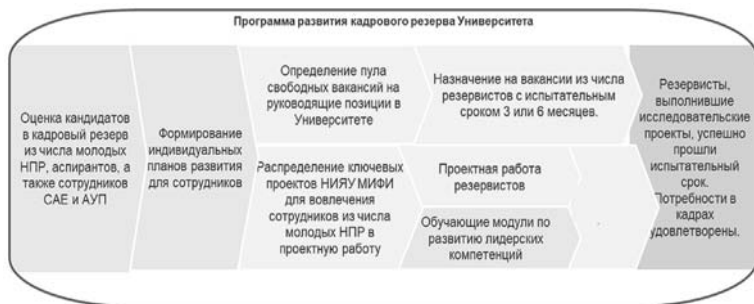 Программа развития кадрового резерва Университета
Оценка кандидатов
в кадровый резерв
из числа молодых
НПР, аспирантов, а
также сотрудников
САЕ и АУП
Формирование
индивидуальных
планов развития
для сотрудников
Определение пула
свободных вакансий на
руководящие позиции в
Университете
Распределение ключевых
проектов НИЯУ МИФИ
для вовлечения
сотрудников из числа
молодых НПР в
проектную работу
Назначение на вакансии из числа
резервистов с испытательным
сроком 3 или 6 месяцев.
Проектная работа
резервистов
Обучающие модули по
развитию лидерских
компетенций
Резервисты,
выполнившие
исследовательские
проекты, успешно
прошли
испытательный
срок.
Потребности в
кадрах
удовлетворены.